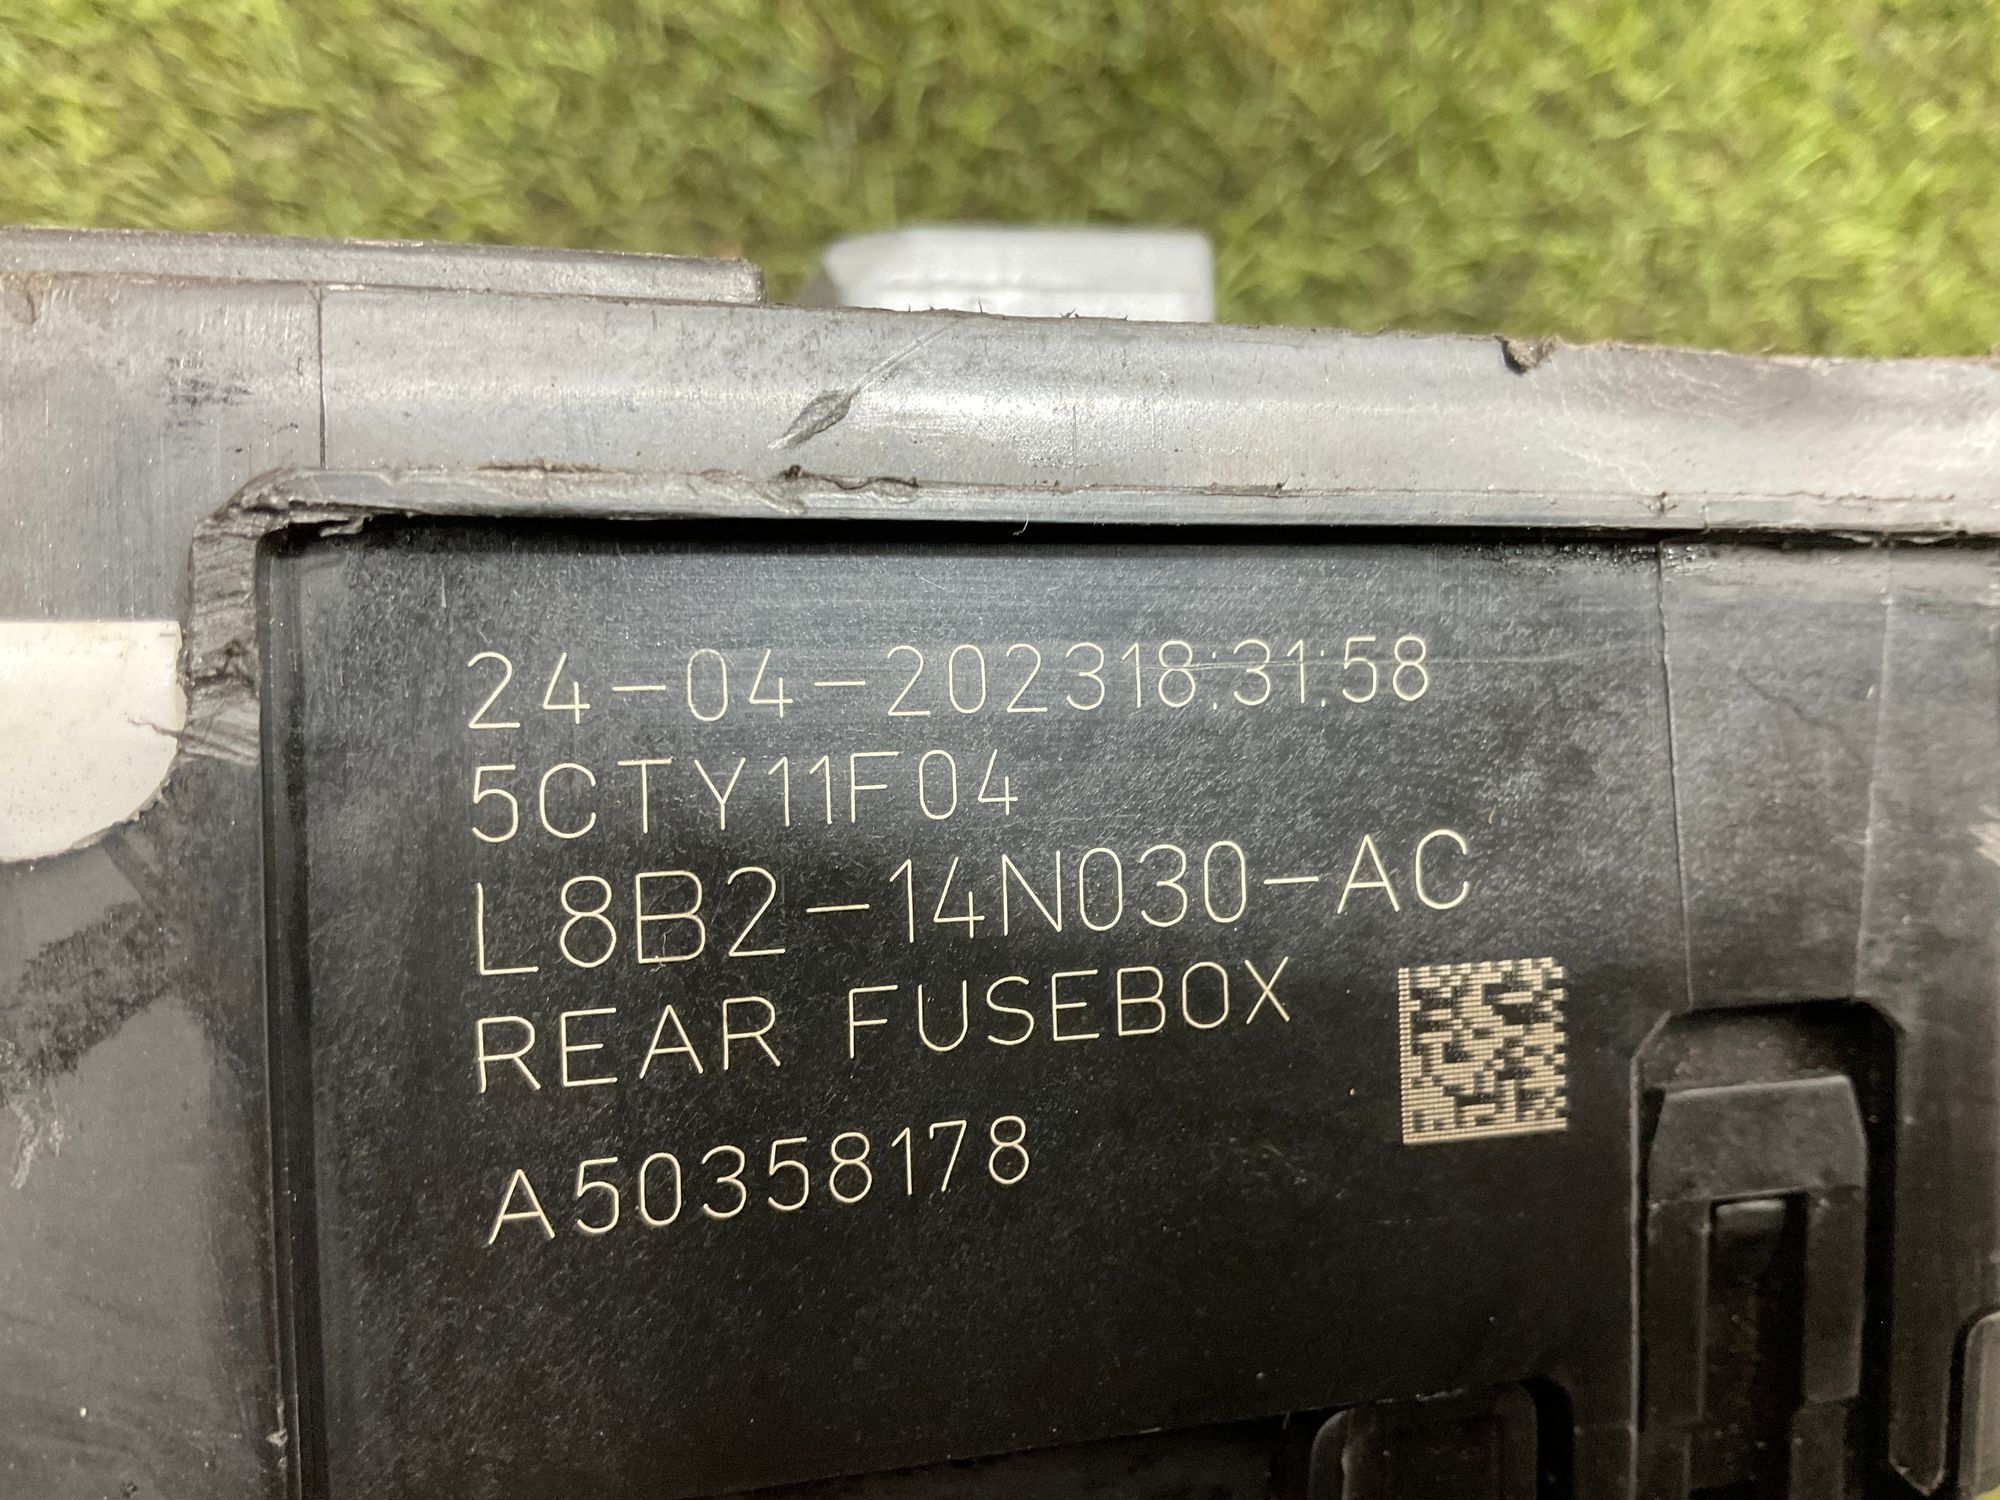 24-04-202318:31:58
5CTY11F04
L8B2-14N030-AC
REAR FUSEBOX
A50358178